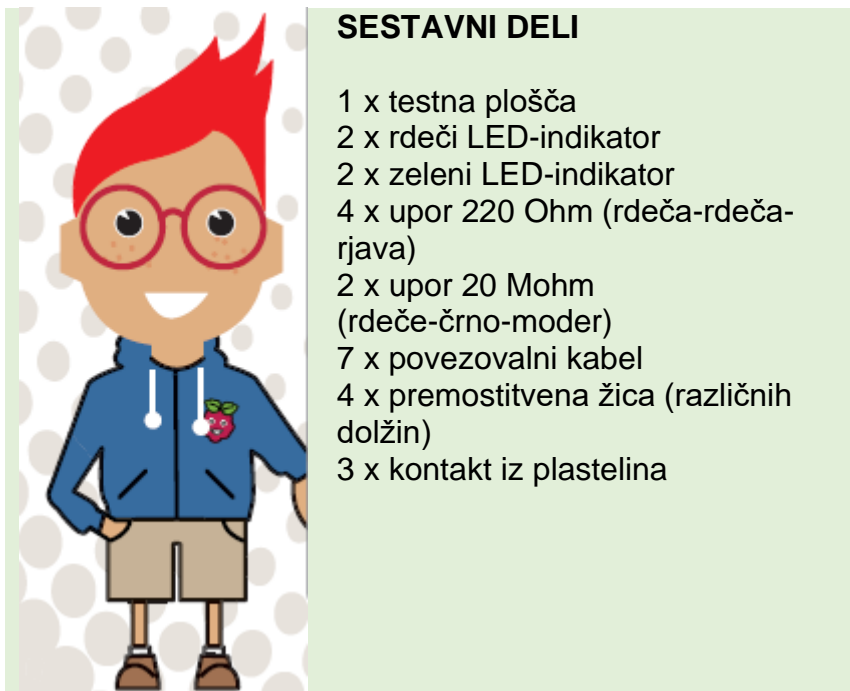 SESTAVNI DELI
1 x testna plošča
2 x rdeči LED-indikator
2 x zeleni LED-indikator
4 x upor 220 Ohm (rdeča-rdeča-
rjava)
2 x upor 20 Mohm
(rdeče-črno-moder)
7 x povezovalni kabel
4 x premostitvena žica (različnih
dolžin)
3 x kontakt iz plastelina